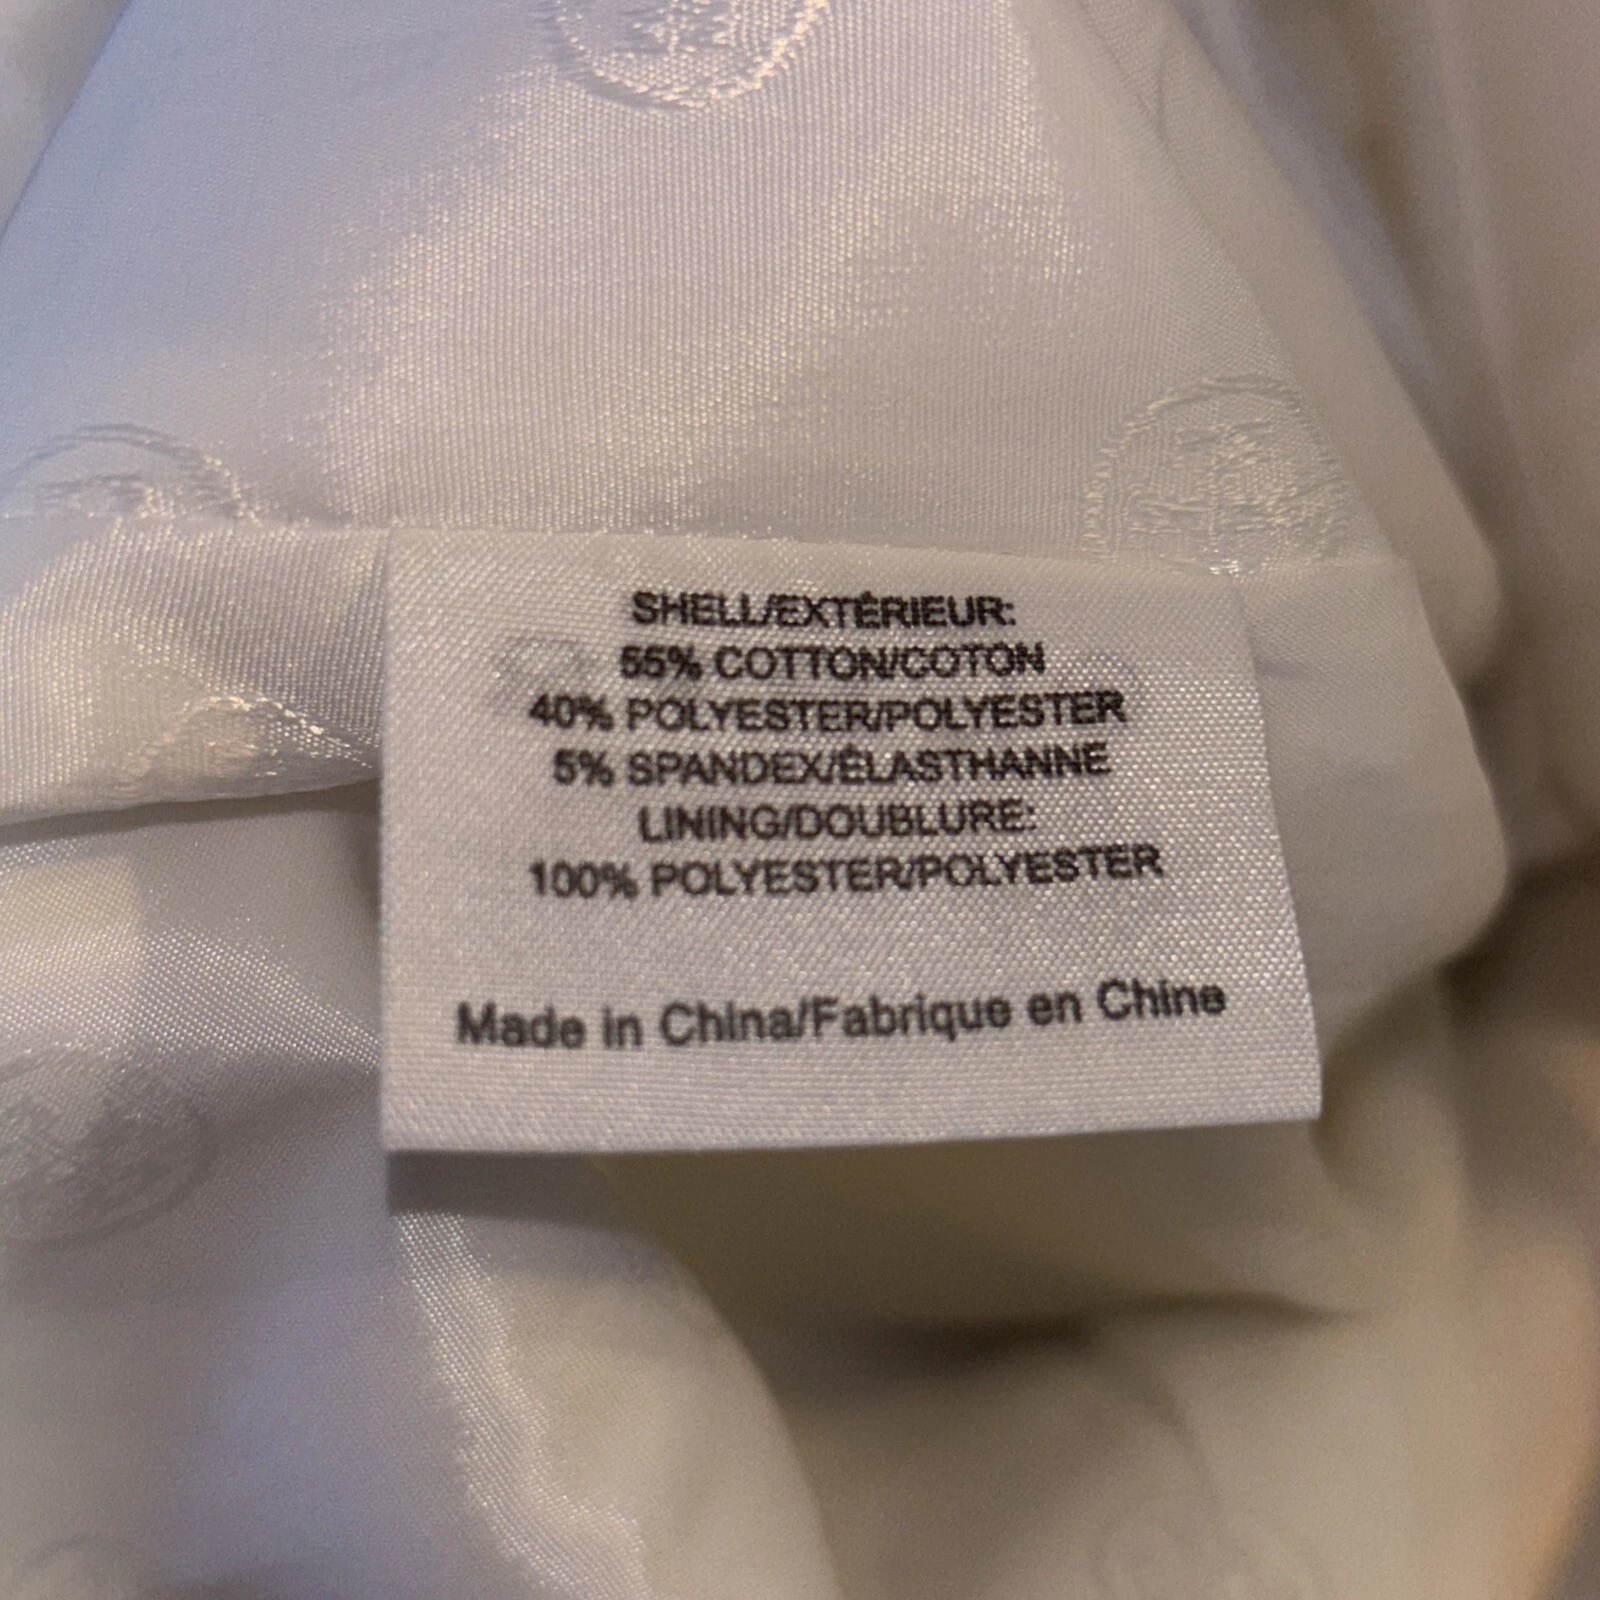 SHELL/EXTÉRIEUR:
55% COTTON/COTON
40% POLYESTER/POLYESTER
5% SPANDEX/ÉLASTHANNE
LINING/DOUBLURE:
100% POLYESTER/POLYESTER
Made in China/Fabrique en Chine